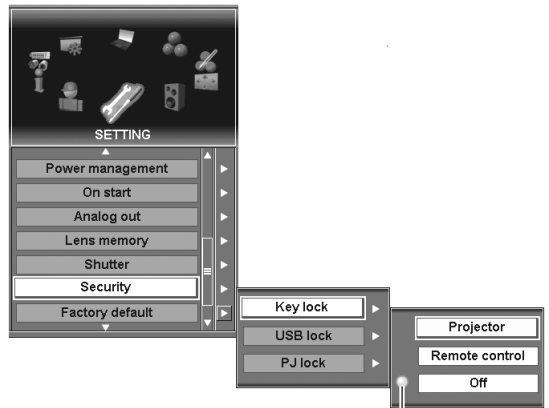 SETTING
Power management
On start
Analog out
Lens memory
Shutter
Security
Factory default
Key lock
USB lock
PJ lock
Projector
Remote control
Off